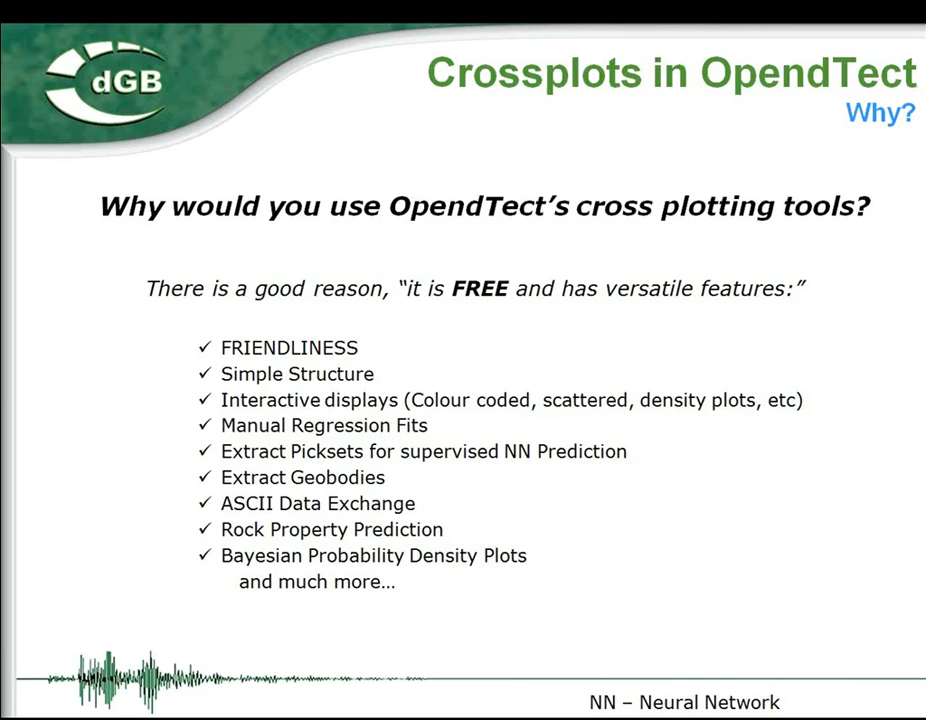 dGB
Crossplots in OpendTect
Why?
Why would you use OpendTect's cross plotting tools?
There is a good reason, "it is FREE and has versatile features:"
✓ FRIENDLINESS
✓ Simple Structure
✓ Interactive displays (Colour coded, scattered, density plots, etc)
✓ Manual Regression Fits
✓ Extract Picksets for supervised NN Prediction
✓ Extract Geobodies
✓ ASCII Data Exchange
✓ Rock Property Prediction
✓ Bayesian Probability Density Plots
and much more...
NN – Neural Network